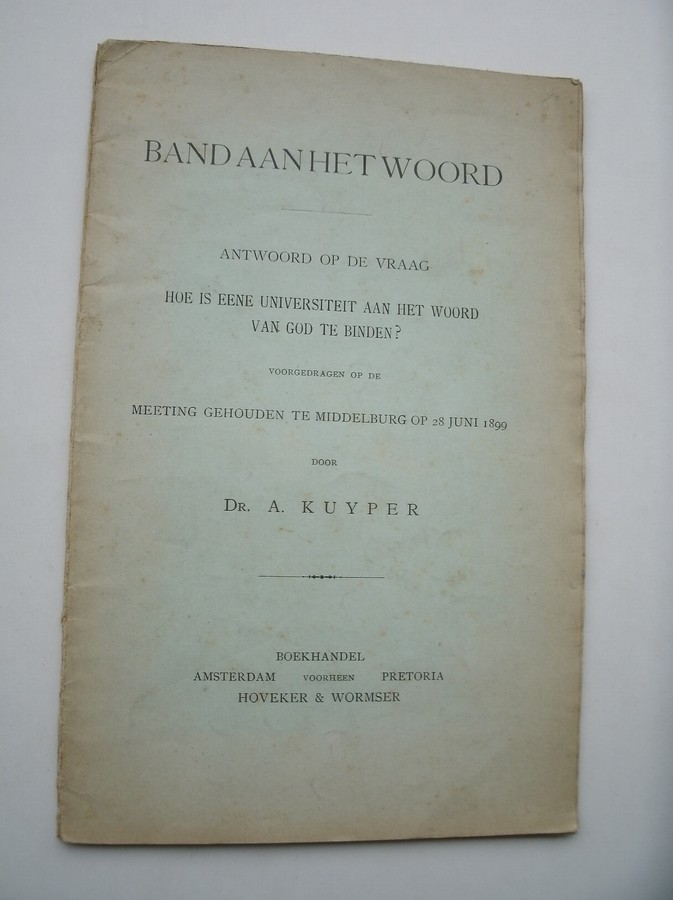 BAND AAN HET WOORD
ANTWOORD OP DE VRAAG
HOE IS EENE UNIVERSITEIT AAN HET WOORD
VAN GOD TE BINDEN?
VOORGEDRAGEN OP DE
MEETING GEHOUDEN TE MIDDELBURG OP 28 JUNI 1899
DOOR
DR. A. KUYPER
BOEKHANDEL
AMSTERDAM VOORHEEN PRETORIA
HOVEKER & WORMSER